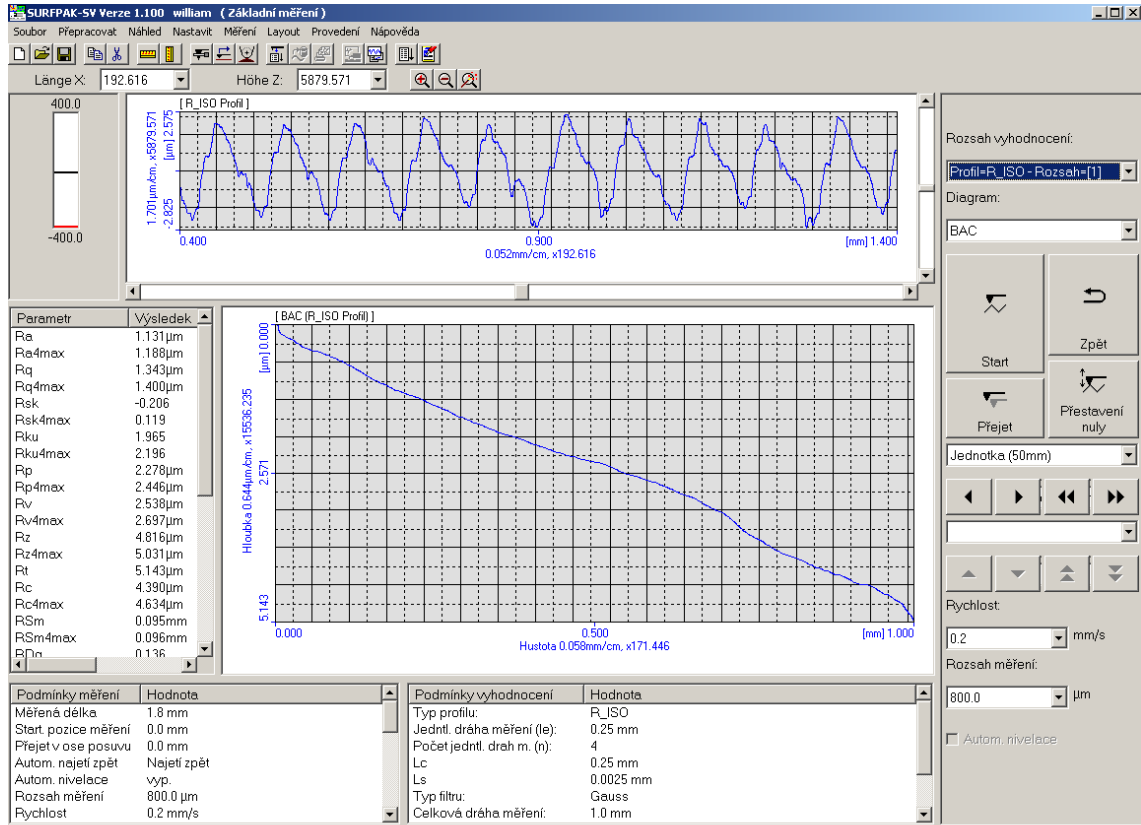 SURFPAK-SV Verze 1.100 william ( Základní měření )
Soubor Přepracovat Náhled Nastavit Měření Layout Provedení Nápověda
Länge X: 192.616 Höhe Z: 5879.571
400.0
-400.0
[ R_ISO Profil ]
1.701µm/cm, x5879.571
-2.825 [µm] 2.575
0.400 0.900 [mm] 1.400
0.052mm/cm, x192.616
Parametr Výsledek
Ra 1.131µm
Ra4max 1.188µm
Rq 1.343µm
Rq4max 1.400µm
Rsk -0.206
Rsk4max 0.119
Rku 1.965
Rku4max 2.196
Rp 2.278µm
Rp4max 2.446µm
Rv 2.538µm
Rv4max 2.697µm
Rz 4.816µm
Rz4max 5.031µm
Rt 5.143µm
Rc 4.390µm
Rc4max 4.634µm
RSm 0.095mm
RSm4max 0.096mm
RDq 0.136
[ BAC (R_ISO Profil) ]
Hloubka 0.644µm/cm, x15536.235
5.143 2.571 [µm] 0.000
0.000 0.500 [mm] 1.000
Hustota 0.058mm/cm, x171.446
Rozsah vyhodnocení:
Profil=R_ISO - Rozsah=[1]
Diagram:
BAC
Start
Zpět
Přejet
Přestavení
nuly
Jednotka (50mm)
Rychlost:
0.2 mm/s
Rozsah měření:
800.0 µm
Autom. nivelace
Podmínky měření Hodnota
Měřená délka 1.8 mm
Start. pozice měření 0.0 mm
Přejet v ose posuvu 0.0 mm
Autom. najetí zpět Najetí zpět
Autom. nivelace vyp.
Rozsah měření 800.0 µm
Rychlost 0.2 mm/s
Podmínky vyhodnocení Hodnota
Typ profilu: R_ISO
Jedntl. dráha měření (le): 0.25 mm
Počet jedntl. drah m. (n): 4
Lc 0.25 mm
Ls 0.0025 mm
Typ filtru: Gauss
Celková dráha měření: 1.0 mm